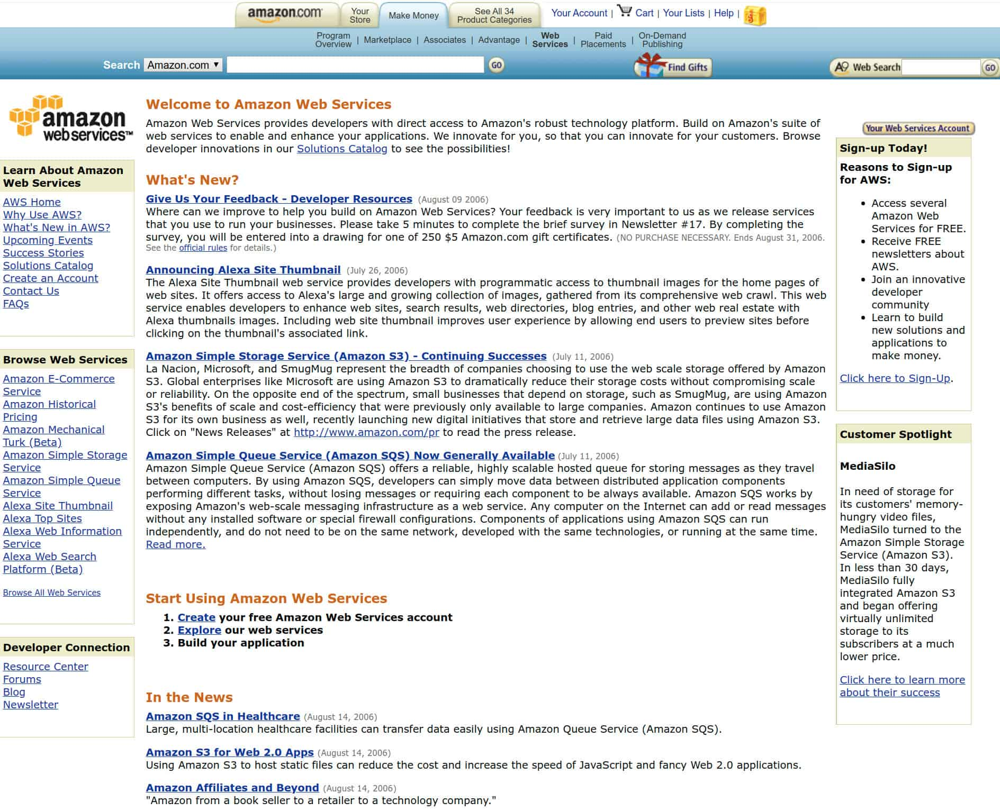 amazon.com
Your
Store
Make Money
See All 34
Product Categories
Your Account | Cart | Your Lists | Help |
Program
Overview | Marketplace | Associates | Advantage | Web
Services | Paid
Placements | On-Demand
Publishing
Search Amazon.com GO
Find Gifts
A9 Web Search GO
amazon
webservices™
Learn About Amazon
Web Services
AWS Home
Why Use AWS?
What's New in AWS?
Upcoming Events
Success Stories
Solutions Catalog
Create an Account
Contact Us
FAQs
Browse Web Services
Amazon E-Commerce
Service
Amazon Historical
Pricing
Amazon Mechanical
Turk (Beta)
Amazon Simple Storage
Service
Amazon Simple Queue
Service
Alexa Site Thumbnail
Alexa Top Sites
Alexa Web Information
Service
Alexa Web Search
Platform (Beta)
Browse All Web Services
Developer Connection
Resource Center
Forums
Blog
Newsletter
Welcome to Amazon Web Services
Amazon Web Services provides developers with direct access to Amazon's robust technology platform. Build on Amazon's suite of
web services to enable and enhance your applications. We innovate for you, so that you can innovate for your customers. Browse
developer innovations in our Solutions Catalog to see the possibilities!
What's New?
Give Us Your Feedback - Developer Resources (August 09 2006)
Where can we improve to help you build on Amazon Web Services? Your feedback is very important to us as we release services
that you use to run your businesses. Please take 5 minutes to complete the brief survey in Newsletter #17. By completing the
survey, you will be entered into a drawing for one of 250 $5 Amazon.com gift certificates. (NO PURCHASE NECESSARY. Ends August 31, 2006.
See the official rules for details.)
Announcing Alexa Site Thumbnail (July 26, 2006)
The Alexa Site Thumbnail web service provides developers with programmatic access to thumbnail images for the home pages of
web sites. It offers access to Alexa's large and growing collection of images, gathered from its comprehensive web crawl. This web
service enables developers to enhance web sites, search results, web directories, blog entries, and other web real estate with
Alexa thumbnails images. Including web site thumbnail improves user experience by allowing end users to preview sites before
clicking on the thumbnail's associated link.
Amazon Simple Storage Service (Amazon S3) - Continuing Successes (July 11, 2006)
La Nacion, Microsoft, and SmugMug represent the breadth of companies choosing to use the web scale storage offered by Amazon
S3. Global enterprises like Microsoft are using Amazon S3 to dramatically reduce their storage costs without compromising scale
or reliability. On the opposite end of the spectrum, small businesses that depend on storage, such as SmugMug, are using Amazon
S3's benefits of scale and cost-efficiency that were previously only available to large companies. Amazon continues to use Amazon
S3 for its own business as well, recently launching new digital initiatives that store and retrieve large data files using Amazon S3.
Click on "News Releases" at http://www.amazon.com/pr to read the press release.
Amazon Simple Queue Service (Amazon SQS) Now Generally Available (July 11, 2006)
Amazon Simple Queue Service (Amazon SQS) offers a reliable, highly scalable hosted queue for storing messages as they travel
between computers. By using Amazon SQS, developers can simply move data between distributed application components
performing different tasks, without losing messages or requiring each component to be always available. Amazon SQS works by
exposing Amazon's web-scale messaging infrastructure as a web service. Any computer on the Internet can add or read messages
without any installed software or special firewall configurations. Components of applications using Amazon SQS can run
independently, and do not need to be on the same network, developed with the same technologies, or running at the same time.
Read more.
Start Using Amazon Web Services
1. Create your free Amazon Web Services account
2. Explore our web services
3. Build your application
In the News
Amazon SQS in Healthcare (August 14, 2006)
Large, multi-location healthcare facilities can transfer data easily using Amazon Queue Service (Amazon SQS).
Amazon S3 for Web 2.0 Apps (August 14, 2006)
Using Amazon S3 to host static files can reduce the cost and increase the speed of JavaScript and fancy Web 2.0 applications.
Amazon Affiliates and Beyond (August 14, 2006)
"Amazon from a book seller to a retailer to a technology company."
Your Web Services Account
Sign-up Today!
Reasons to Sign-up
for AWS:
• Access several
Amazon Web
Services for FREE.
• Receive FREE
newsletters about
AWS.
• Join an innovative
developer
community
• Learn to build
new solutions and
applications to
make money.
Click here to Sign-Up.
Customer Spotlight
MediaSilo
In need of storage for
its customers' memory-
hungry video files,
MediaSilo turned to the
Amazon Simple Storage
Service (Amazon S3).
In less than 30 days,
MediaSilo fully
integrated Amazon S3
and began offering
virtually unlimited
storage to its
subscribers at a much
lower price.
Click here to learn more
about their success